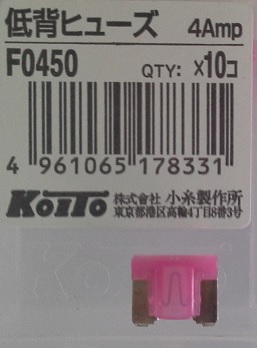 低背ヒューズ 4Amp
F0450 QTY: X10コ
4 961065 178331
KOITO 株式会社 小糸製作所
東京都港区高輪4丁目8番3号
KOITO